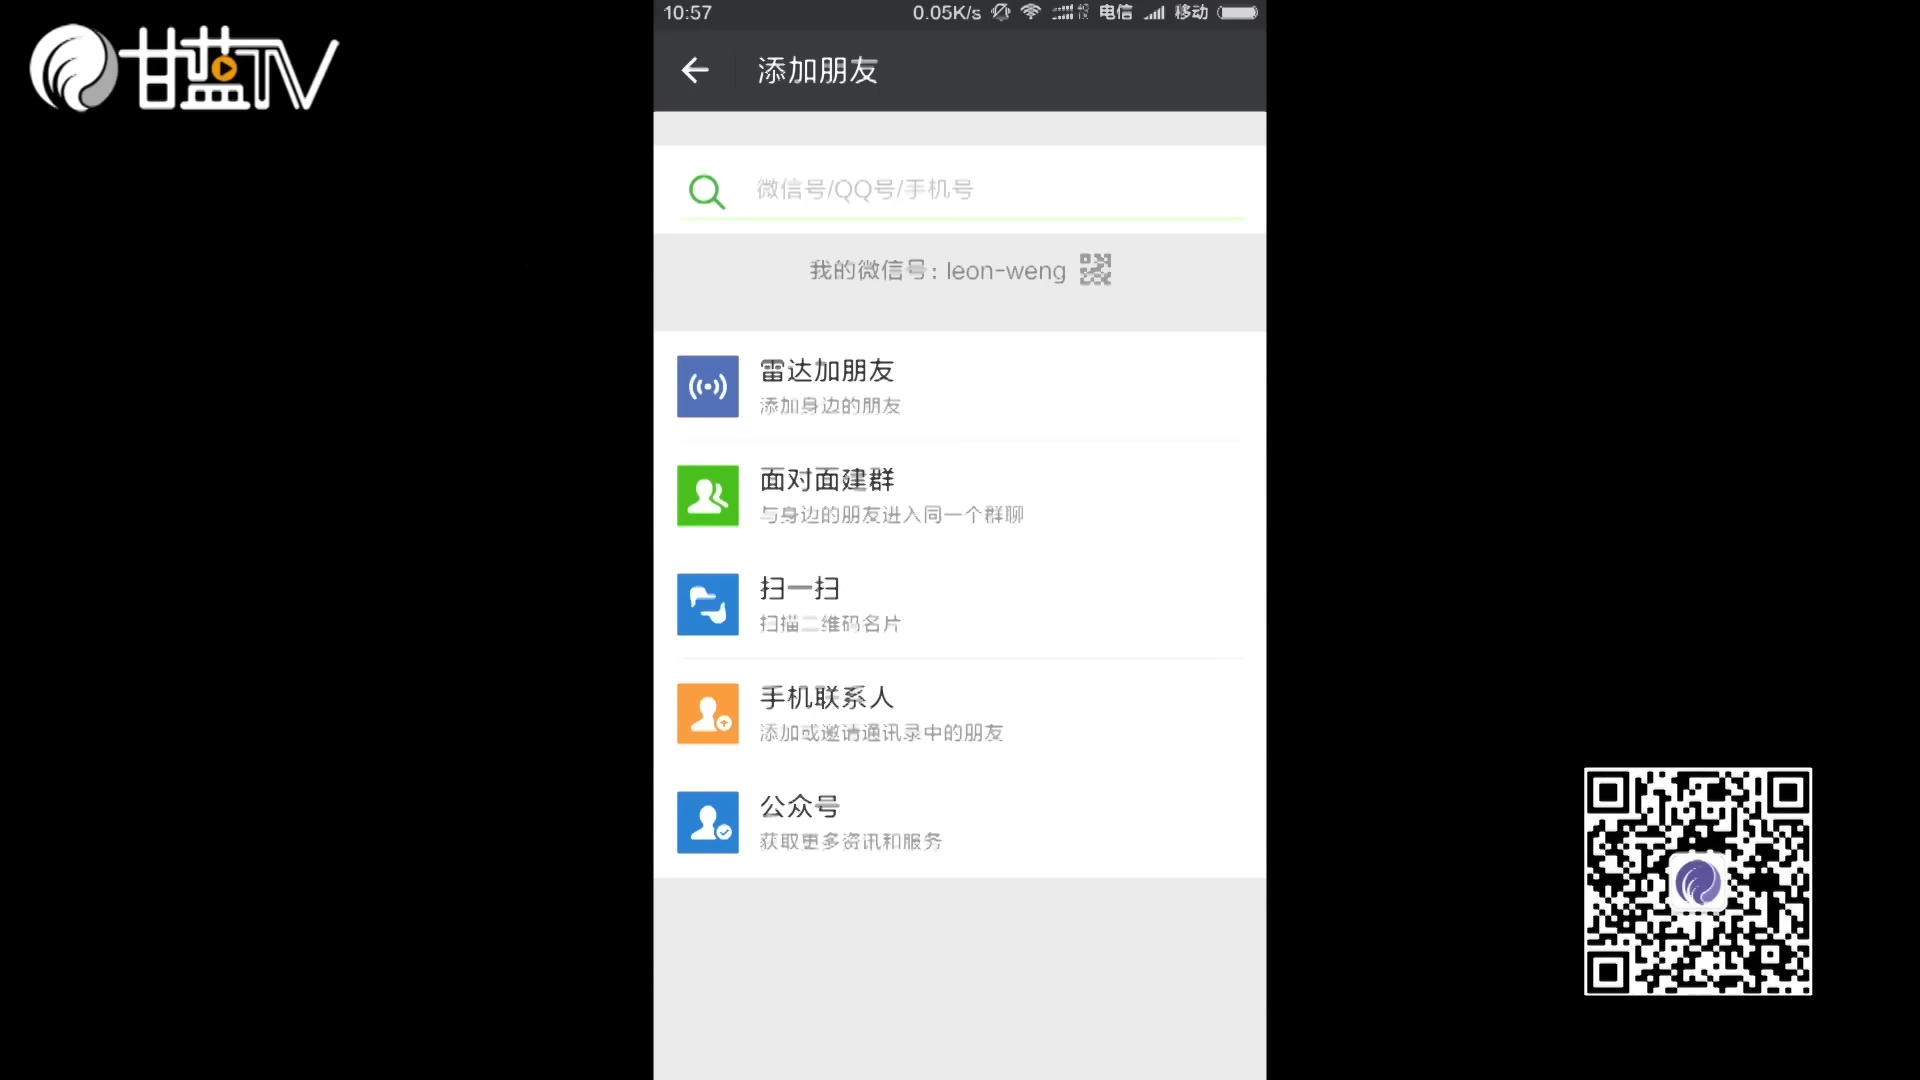 甘蓝TV
10:57 0.05K/s 电信 移动
添加朋友
微信号/QQ号/手机号
我的微信号: leon-weng
雷达加朋友
添加身边的朋友
面对面建群
与身边的朋友进入同一个群聊
扫一扫
扫描二维码名片
手机联系人
添加或邀请通讯录中的朋友
公众号
获取更多资讯和服务